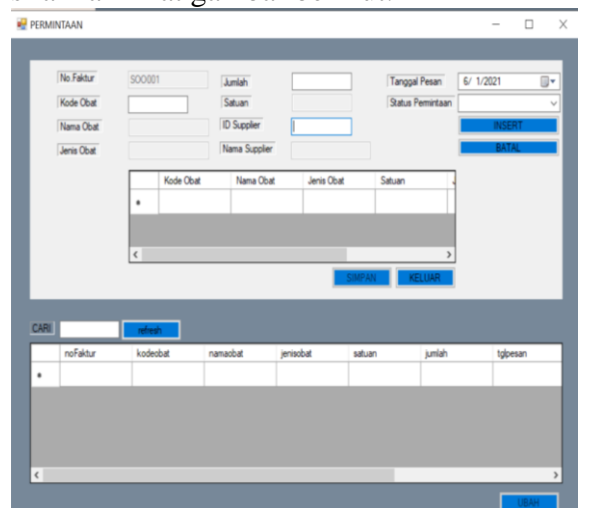 PERMINTAAN
No.Faktur SOO001 Jumlah Tanggal Pesan 6/ 1/2021
Kode Obat Satuan Status Pemintaan
Nama Obat ID Supplier INSERT
Jenis Obat Nama Supplier BATAL
Kode Obat Nama Obat Jenis Obat Satuan
SIMPAN KELUAR
CARI refresh
noFaktur kodeobat namaobat jenisobat satuan jumlah tglpesan
UBAH